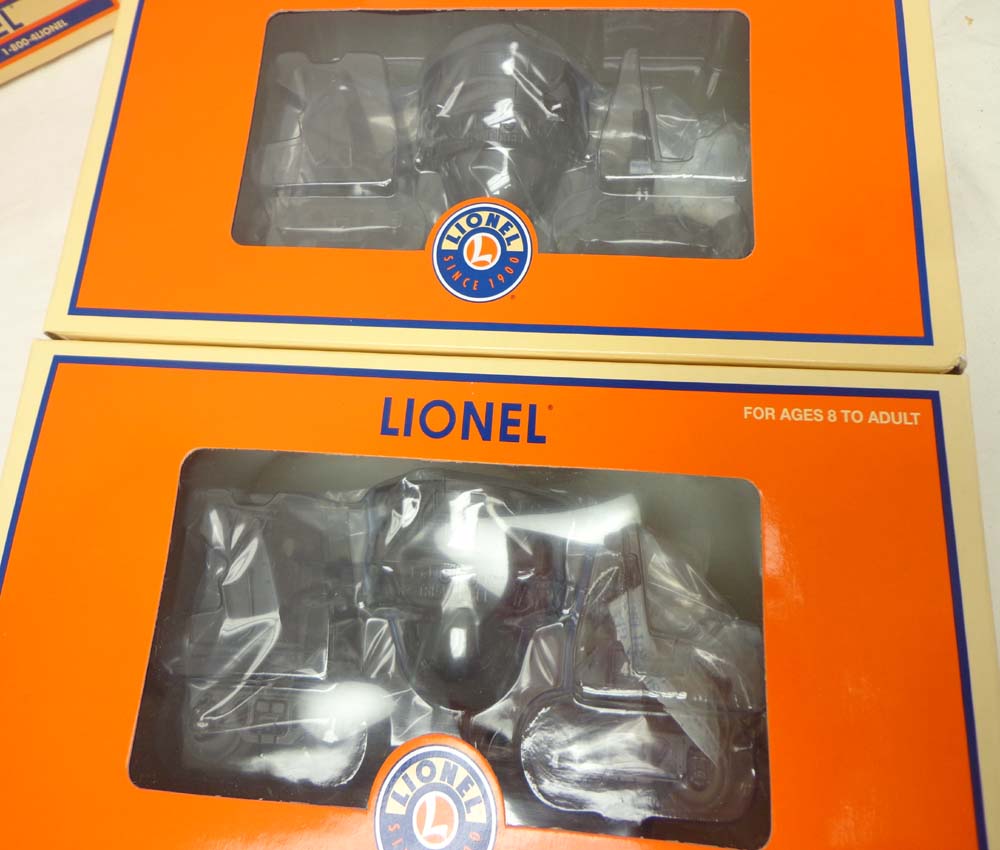 1-800-4LIONEL
LIONEL
L
SINCE 1900
LIONEL
FOR AGES 8 TO ADULT
LIONEL
L